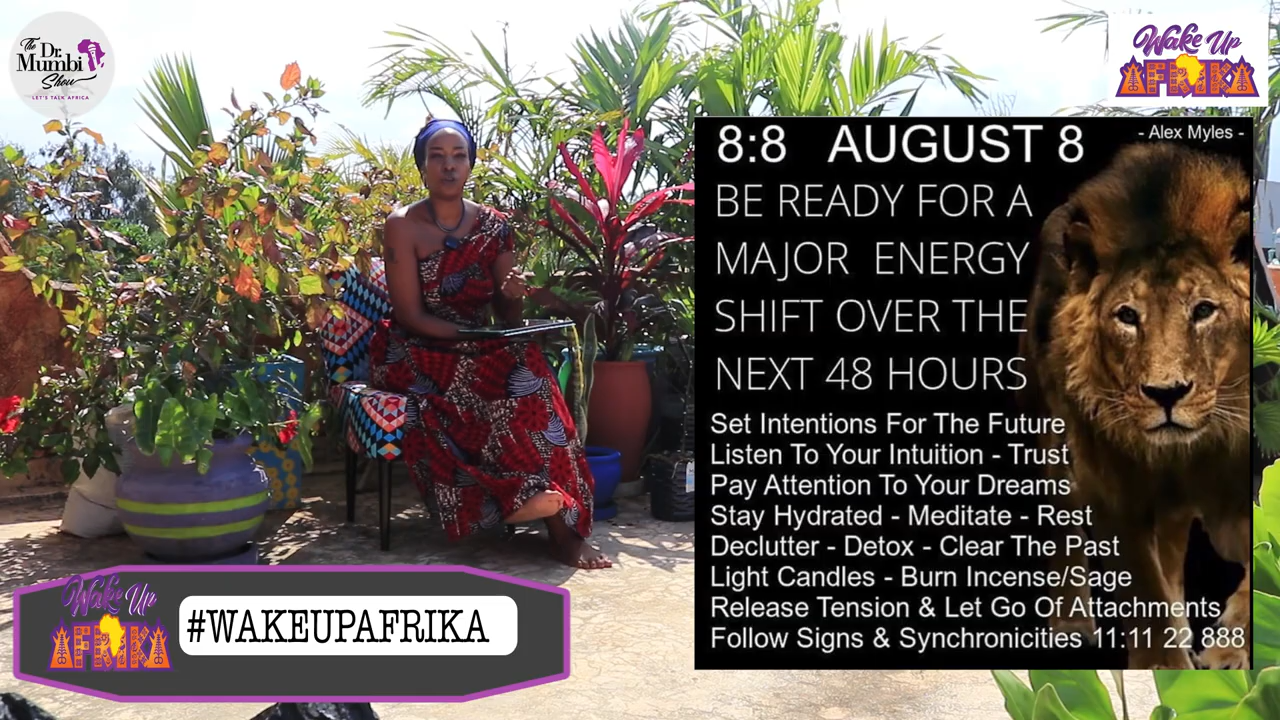 The
Dr.
Mumbi
Show
LET'S TALK AFRICA
Wake Up
AFRIKA
8:8 AUGUST 8
- Alex Myles -
BE READY FOR A
MAJOR ENERGY
SHIFT OVER THE
NEXT 48 HOURS
Set Intentions For The Future
Listen To Your Intuition - Trust
Pay Attention To Your Dreams
Stay Hydrated - Meditate - Rest
Declutter - Detox - Clear The Past
Light Candles - Burn Incense/Sage
Release Tension & Let Go Of Attachments
Follow Signs & Synchronicities 11:11 22 888
Wake Up
AFRIKA
#WAKEUPAFRIKA